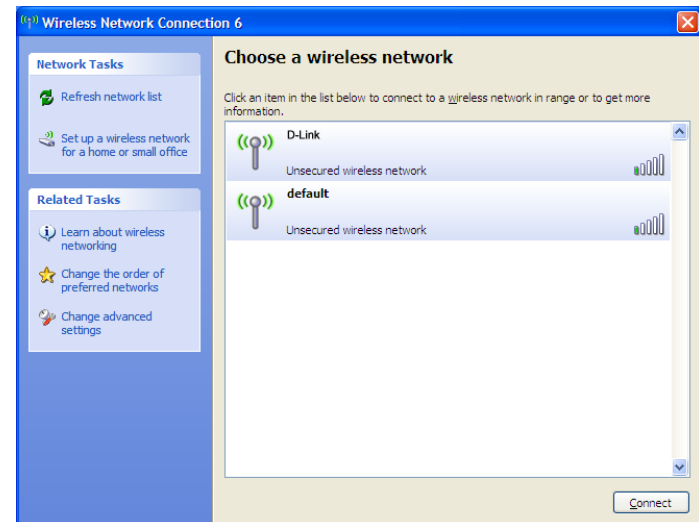 Wireless Network Connection 6
Network Tasks
Refresh network list
Set up a wireless network
for a home or small office
Related Tasks
Learn about wireless
networking
Change the order of
preferred networks
Change advanced
settings
Choose a wireless network
Click an item in the list below to connect to a wireless network in range or to get more
information.
D-Link
Unsecured wireless network
default
Unsecured wireless network
Connect